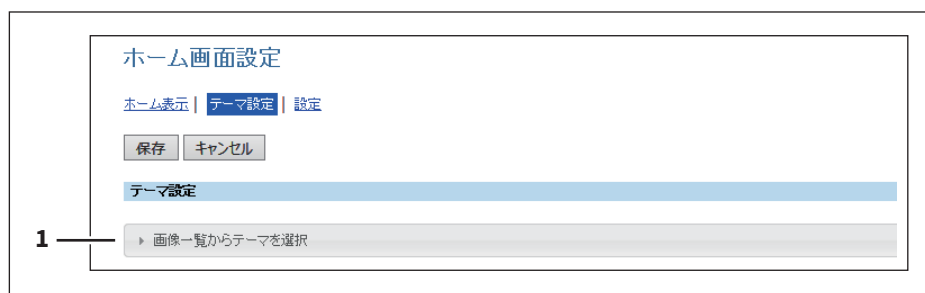 ホーム画面設定
ホーム表示 | テーマ設定 | 設定
保存 キャンセル
テーマ設定
1 画像一覧からテーマを選択